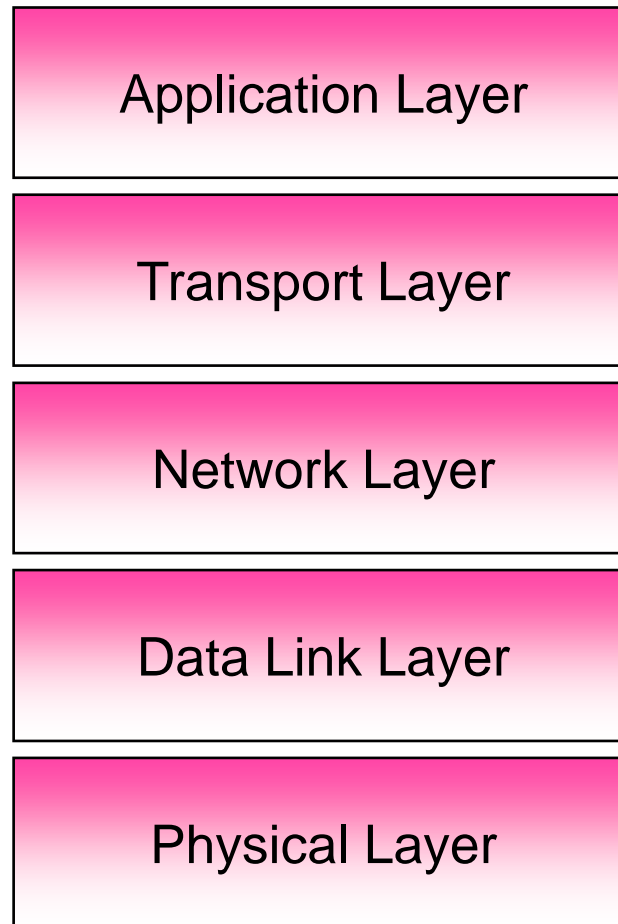 Application Layer
Transport Layer
Network Layer
Data Link Layer
Physical Layer